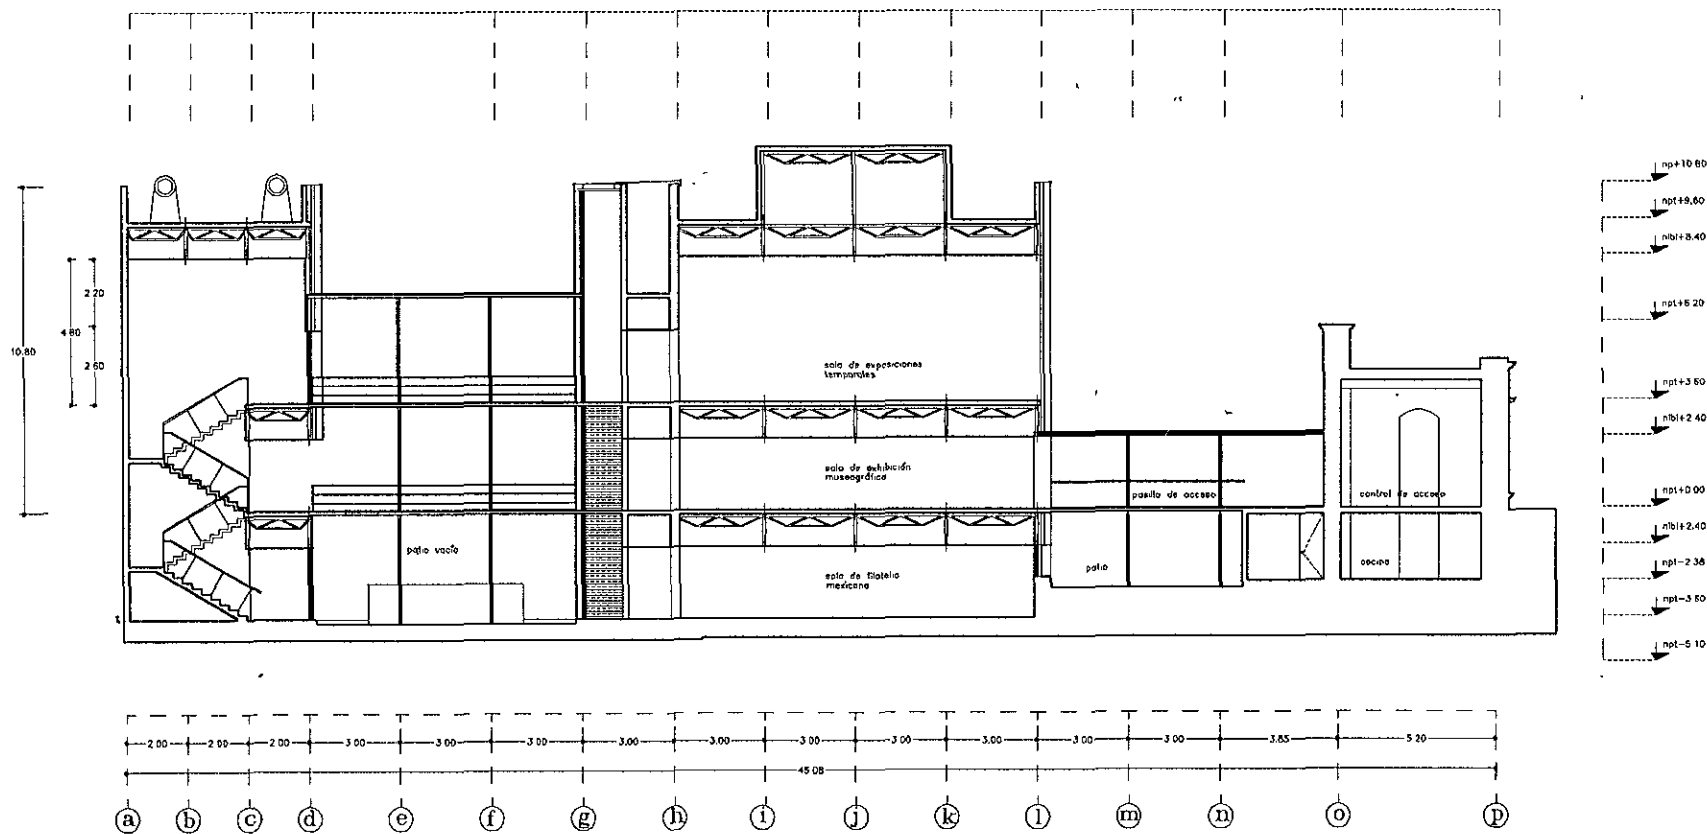 np+10 80
npt+9.60
nlbl+8.40
2 20
npt+6 20
4 80
10.80
2 60
sala de exposiciones
temporales
npt+3 60
nlbl+2 40
sala de exhibición
museográfica
pasillo de acceso
control de acceso
npt+0 00
nlbl+2.40
patio vacío
patio
cocina
npt-2 38
sala de filatelia
mexicana
npt-3 50
npt-5 10
2 00
2 00
2 00
3 00
3 00
3 00
3.00
3.00
3 00
3 00
3 00
3 00
3 00
3.85
5 20
45 08
a
b
c
d
e
f
g
h
i
j
k
l
m
n
o
p